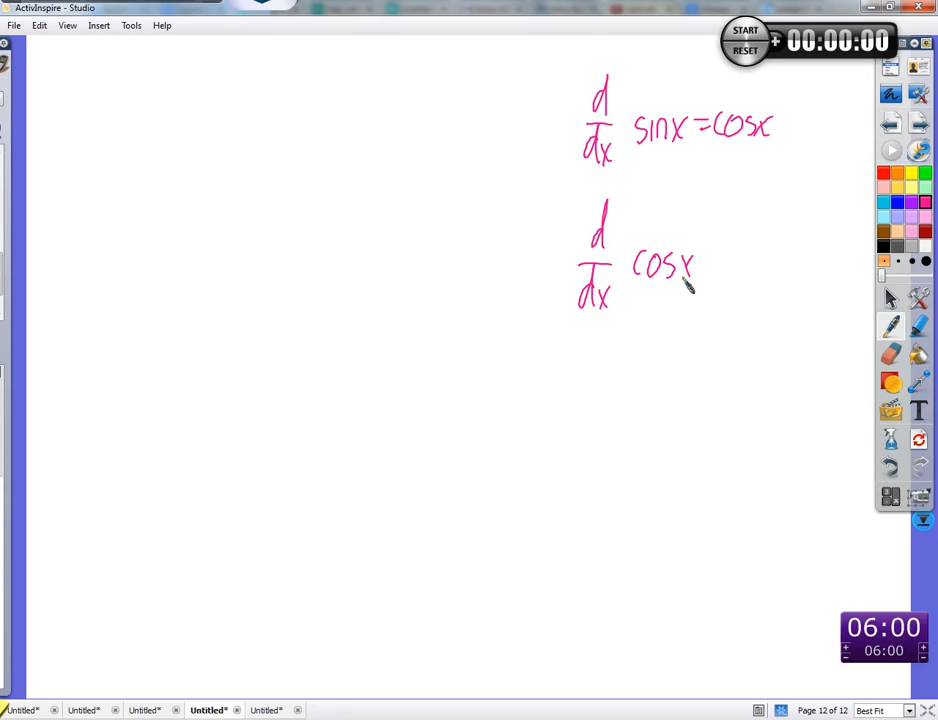 ActivInspire - Studio
File Edit View Insert Tools Help
START
RESET
00:00:00
d
dx sinx=cosx
d
dx cosx
06:00
06:00
Untitled* Untitled* Untitled* Untitled* Untitled*
Page 12 of 12 Best Fit